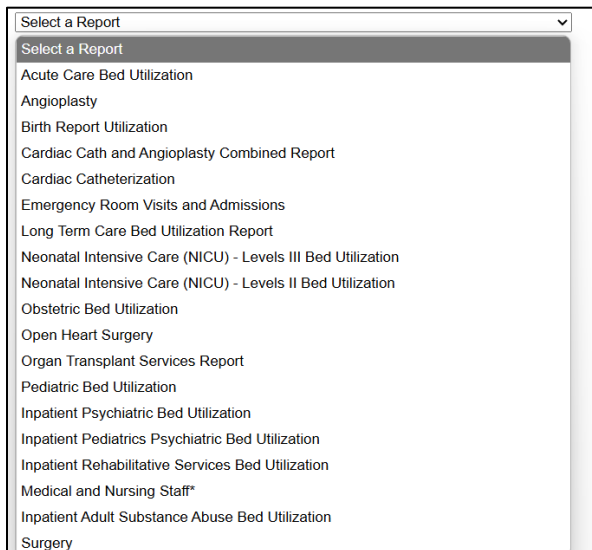 Select a Report
Select a Report
Acute Care Bed Utilization
Angioplasty
Birth Report Utilization
Cardiac Cath and Angioplasty Combined Report
Cardiac Catheterization
Emergency Room Visits and Admissions
Long Term Care Bed Utilization Report
Neonatal Intensive Care (NICU) - Levels III Bed Utilization
Neonatal Intensive Care (NICU) - Levels II Bed Utilization
Obstetric Bed Utilization
Open Heart Surgery
Organ Transplant Services Report
Pediatric Bed Utilization
Inpatient Psychiatric Bed Utilization
Inpatient Pediatrics Psychiatric Bed Utilization
Inpatient Rehabilitative Services Bed Utilization
Medical and Nursing Staff*
Inpatient Adult Substance Abuse Bed Utilization
Surgery